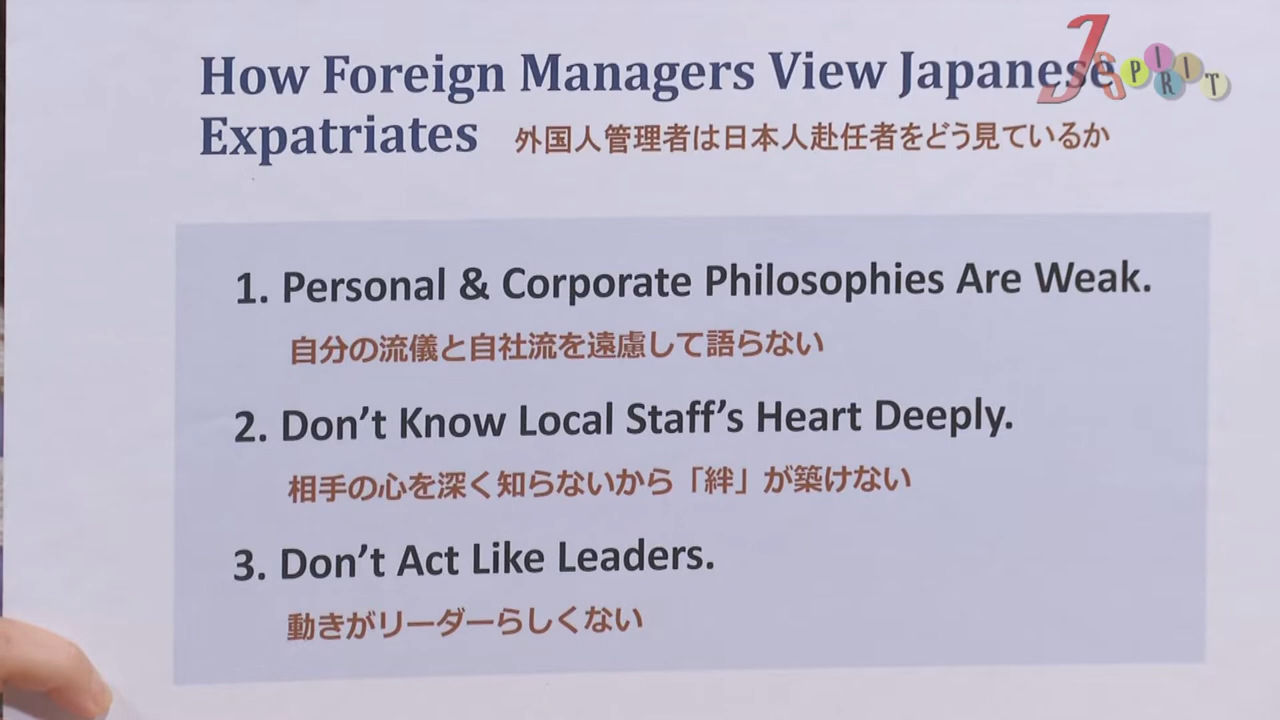 How Foreign Managers View Japanese
Expatriates 外国人管理者は日本人赴任者をどう見ているか
J SPIRIT
1. Personal & Corporate Philosophies Are Weak.
自分の流儀と自社流を遠慮して語らない
2. Don't Know Local Staff's Heart Deeply.
相手の心を深く知らないから「絆」が築けない
3. Don't Act Like Leaders.
動きがリーダーらしくない